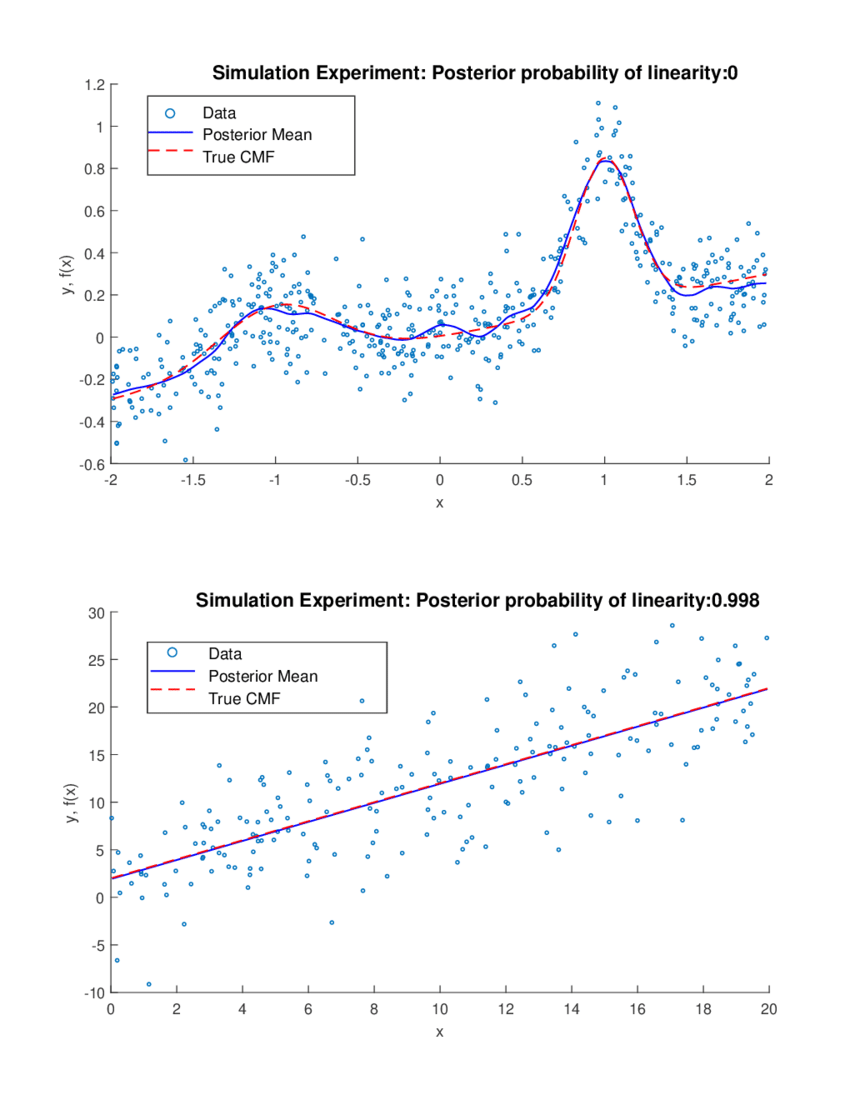 Simulation Experiment: Posterior probability of linearity:0
1.2
1
0.8
0.6
0.4
0.2
0
-0.2
-0.4
-0.6
y, f(x)
Data
Posterior Mean
True CMF
-2 -1.5 -1 -0.5 0 0.5 1 1.5 2
x
Simulation Experiment: Posterior probability of linearity:0.998
30
25
20
15
10
5
0
-5
-10
y, f(x)
Data
Posterior Mean
True CMF
0 2 4 6 8 10 12 14 16 18 20
x